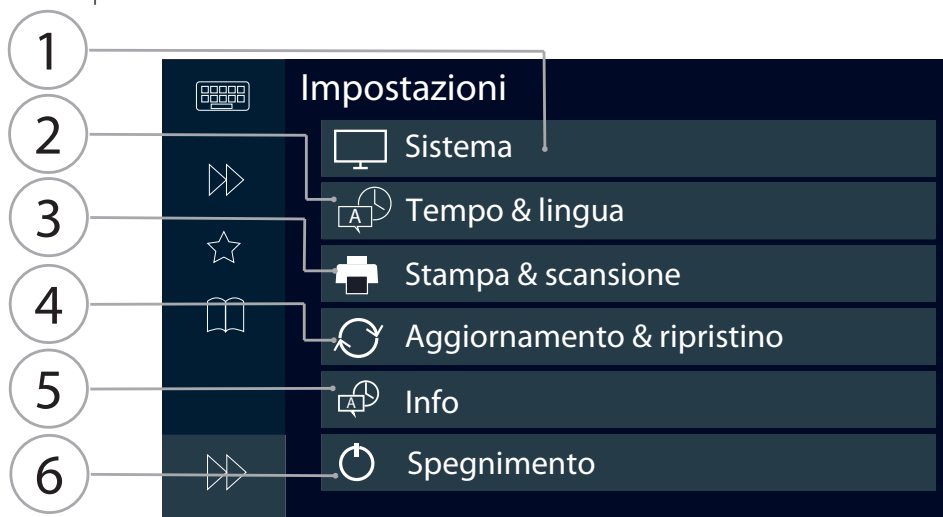 1
Impostazioni
Sistema
2
Tempo & lingua
A
3
Stampa & scansione
4
Aggiornamento & ripristino
5
Info
A
6
Spegnimento